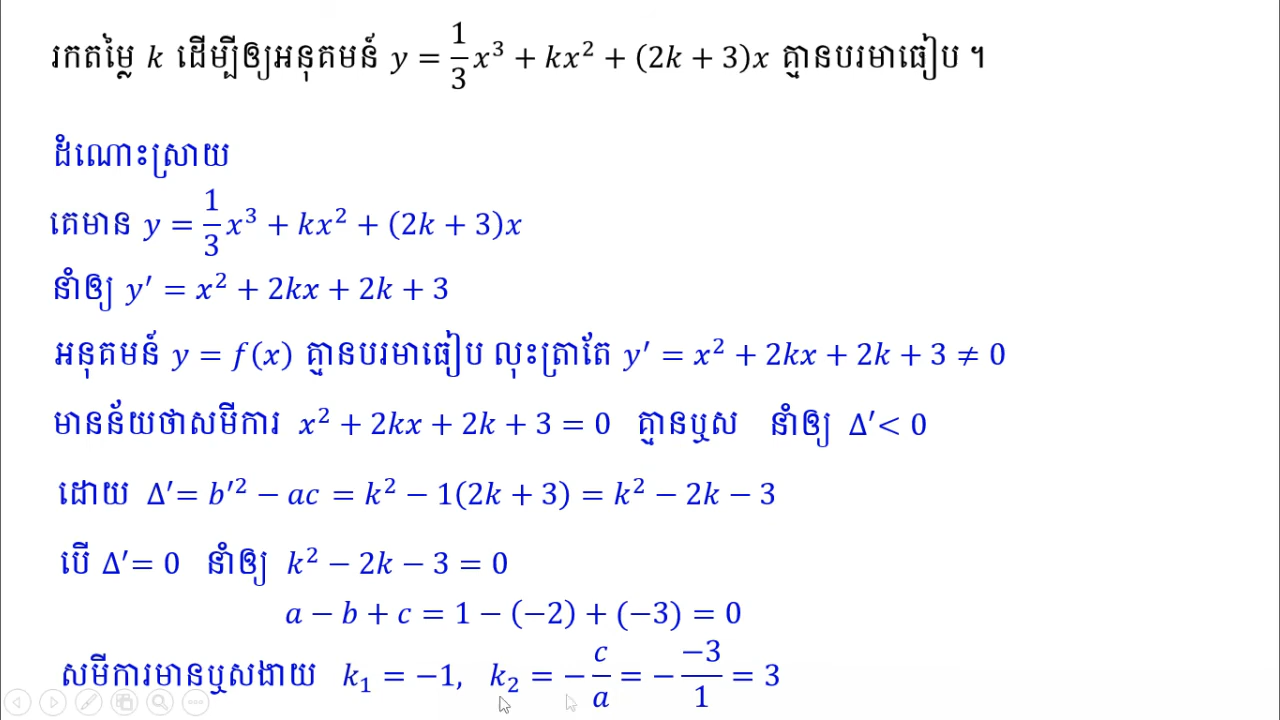 រកតម្លៃ k ដើម្បីឲ្យអនុគមន៍ y = 1/3 x³ + kx² + (2k + 3)x គ្មានបរមាធៀប ។
ដំណោះស្រាយ
គេមាន y = 1/3 x³ + kx² + (2k + 3)x
នាំឲ្យ y′ = x² + 2kx + 2k + 3
អនុគមន៍ y = f(x) គ្មានបរមាធៀប លុះត្រាតែ y′ = x² + 2kx + 2k + 3 ≠ 0
មានន័យថាសមីការ x² + 2kx + 2k + 3 = 0 គ្មានឬស នាំឲ្យ Δ′< 0
ដោយ Δ′= b′² − ac = k² − 1(2k + 3) = k² − 2k − 3
បើ Δ′= 0 នាំឲ្យ k² − 2k − 3 = 0
a − b + c = 1 − (−2) + (−3) = 0
សមីការមានឬសងាយ k₁ = −1, k₂ = − c/a = − −3/1 = 3